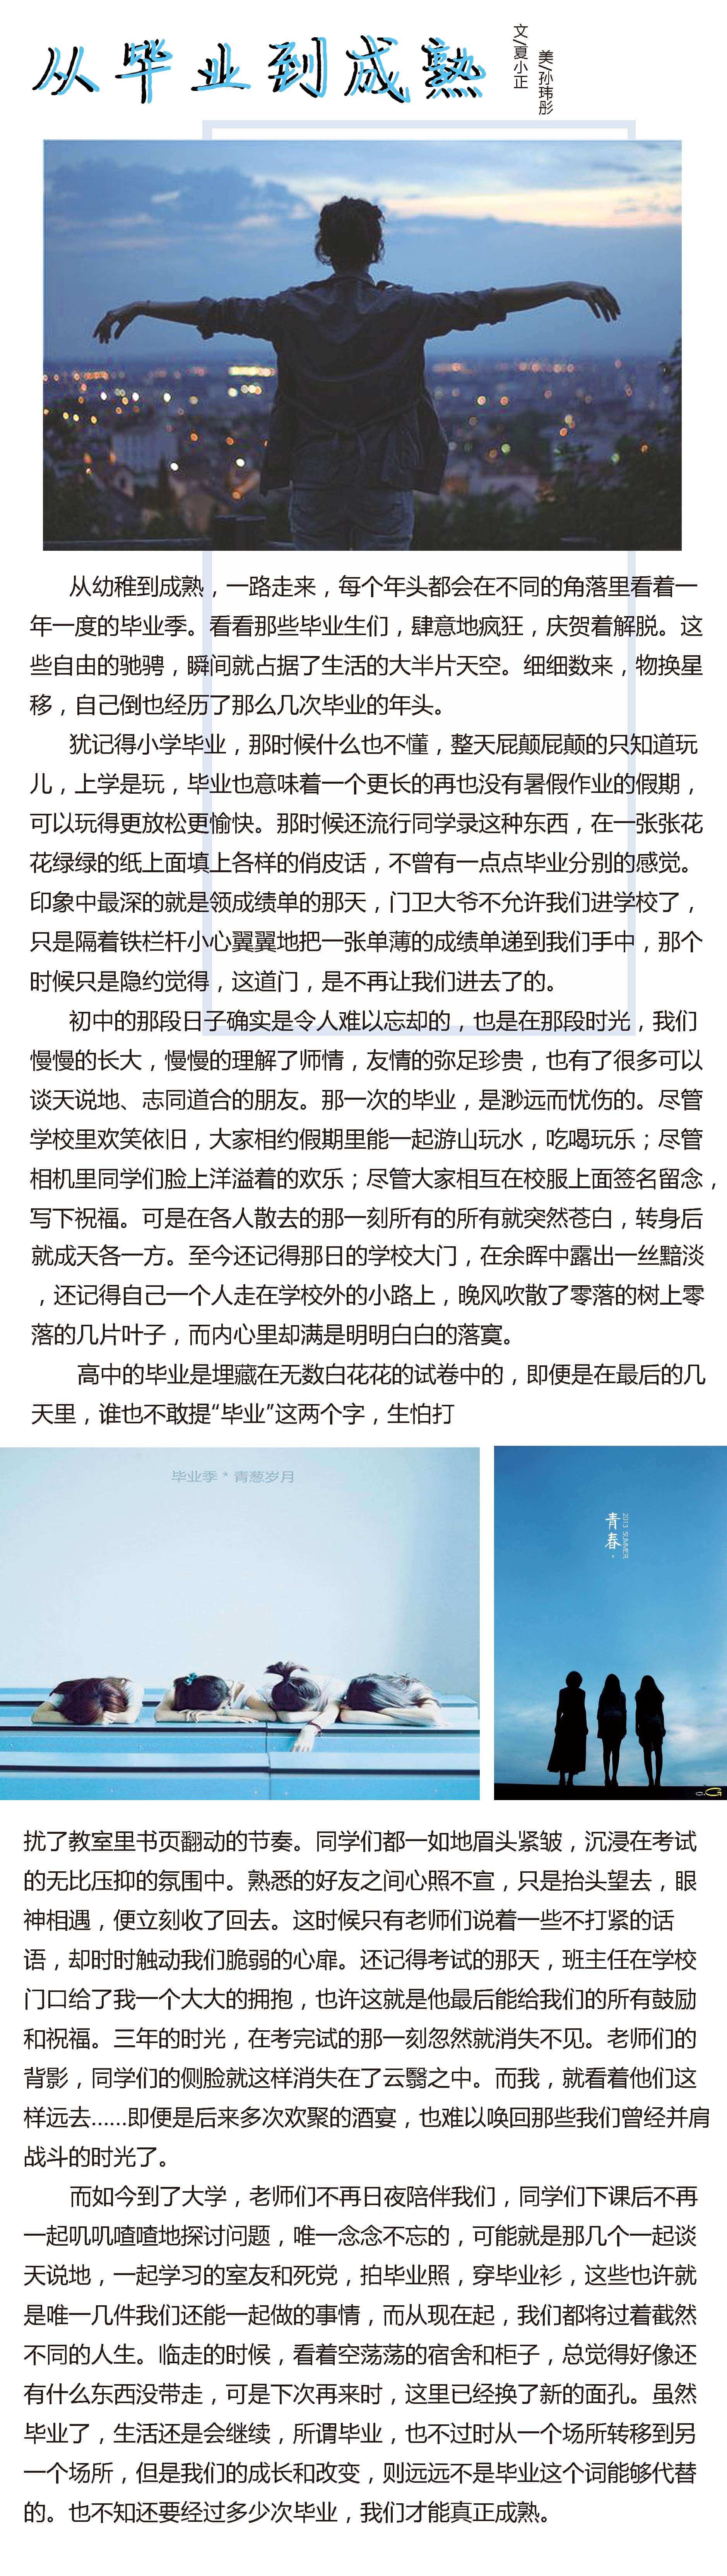 从毕业到成熟
文/夏小正
美/孙玮彤
从幼稚到成熟，一路走来，每个年头都会在不同的角落里看着一
年一度的毕业季。看看那些毕业生们，肆意地疯狂，庆贺着解脱。这
些自由的驰骋，瞬间就占据了生活的大半片天空。细细数来，物换星
移，自己倒也经历了那么几次毕业的年头。
犹记得小学毕业，那时候什么也不懂，整天屁颠屁颠的只知道玩
儿，上学是玩，毕业也意味着一个更长的再也没有暑假作业的假期，
可以玩得更放松更愉快。那时候还流行同学录这种东西，在一张张花
花绿绿的纸上面填上各样的俏皮话，不曾有一点点毕业分别的感觉。
印象中最深的就是领成绩单的那天，门卫大爷不允许我们进学校了，
只是隔着铁栏杆小心翼翼地把一张单薄的成绩单递到我们手中，那个
时候只是隐约觉得，这道门，是不再让我们进去了的。
初中的那段日子确实是令人难以忘却的，也是在那段时光，我们
慢慢的长大，慢慢的理解了师情，友情的弥足珍贵，也有了很多可以
谈天说地、志同道合的朋友。那一次的毕业，是渺远而忧伤的。尽管
学校里欢笑依旧，大家相约假期里能一起游山玩水，吃喝玩乐；尽管
相机里同学们脸上洋溢着的欢乐；尽管大家相互在校服上面签名留念，
写下祝福。可是在各人散去的那一刻所有的所有就突然苍白，转身后
就成天各一方。至今还记得那日的学校大门，在余晖中露出一丝黯淡
，还记得自己一个人走在学校外的小路上，晚风吹散了零落的树上零
落的几片叶子，而内心里却满是明明白白的落寞。
高中的毕业是埋藏在无数白花花的试卷中的，即便是在最后的几
天里，谁也不敢提“毕业”这两个字，生怕打
毕业季 * 青葱岁月
青春
2013 SUMMER
扰了教室里书页翻动的节奏。同学们都一如地眉头紧皱，沉浸在考试
的无比压抑的氛围中。熟悉的好友之间心照不宣，只是抬头望去，眼
神相遇，便立刻收了回去。这时候只有老师们说着一些不打紧的话
语，却时时触动我们脆弱的心扉。还记得考试的那天，班主任在学校
门口给了我一个大大的拥抱，也许这就是他最后能给我们的所有鼓励
和祝福。三年的时光，在考完试的那一刻忽然就消失不见。老师们的
背影，同学们的侧脸就这样消失在了云翳之中。而我，就看着他们这
样远去……即便是后来多次欢聚的酒宴，也难以唤回那些我们曾经并肩
战斗的时光了。
而如今到了大学，老师们不再日夜陪伴我们，同学们下课后不再
一起叽叽喳喳地探讨问题，唯一念念不忘的，可能就是那几个一起谈
天说地，一起学习的室友和死党，拍毕业照，穿毕业衫，这些也许就
是唯一几件我们还能一起做的事情，而从现在起，我们都将过着截然
不同的人生。临走的时候，看着空荡荡的宿舍和柜子，总觉得好像还
有什么东西没带走，可是下次再来时，这里已经换了新的面孔。虽然
毕业了，生活还是会继续，所谓毕业，也不过时从一个场所转移到另
一个场所，但是我们的成长和改变，则远远不是毕业这个词能够代替
的。也不知还要经过多少次毕业，我们才能真正成熟。